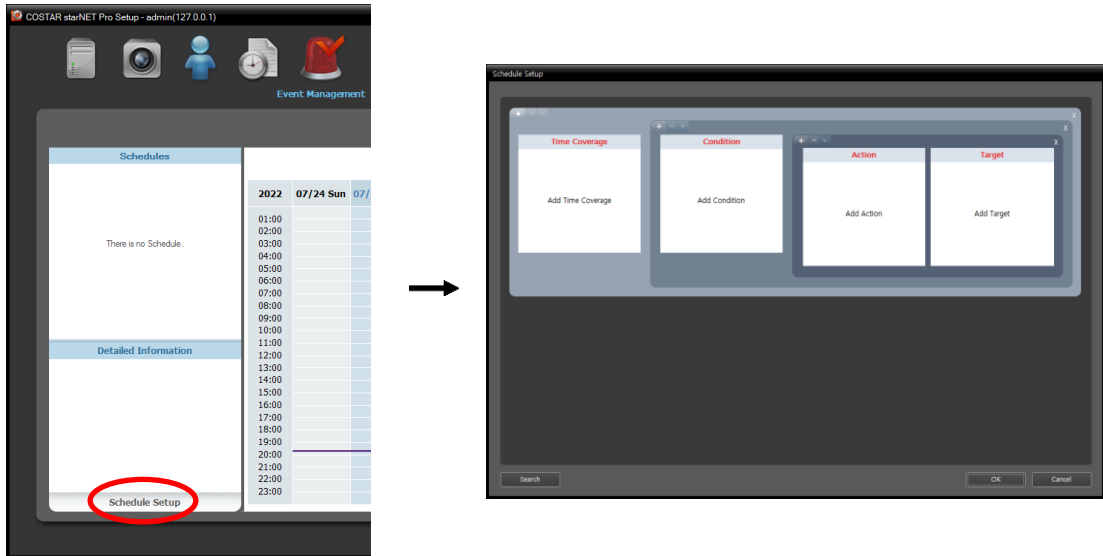 COSTAR starNET Pro Setup - admin(127.0.0.1)
Event Management
Schedules
There is no Schedule.
Detailed Information
Schedule Setup
2022 07/24 Sun 07/
01:00
02:00
03:00
04:00
05:00
06:00
07:00
08:00
09:00
10:00
11:00
12:00
13:00
14:00
15:00
16:00
17:00
18:00
19:00
20:00
21:00
22:00
23:00
Schedule Setup
X
X
X
Time Coverage
Condition
Action
Target
Add Time Coverage
Add Condition
Add Action
Add Target
Search
OK
Cancel